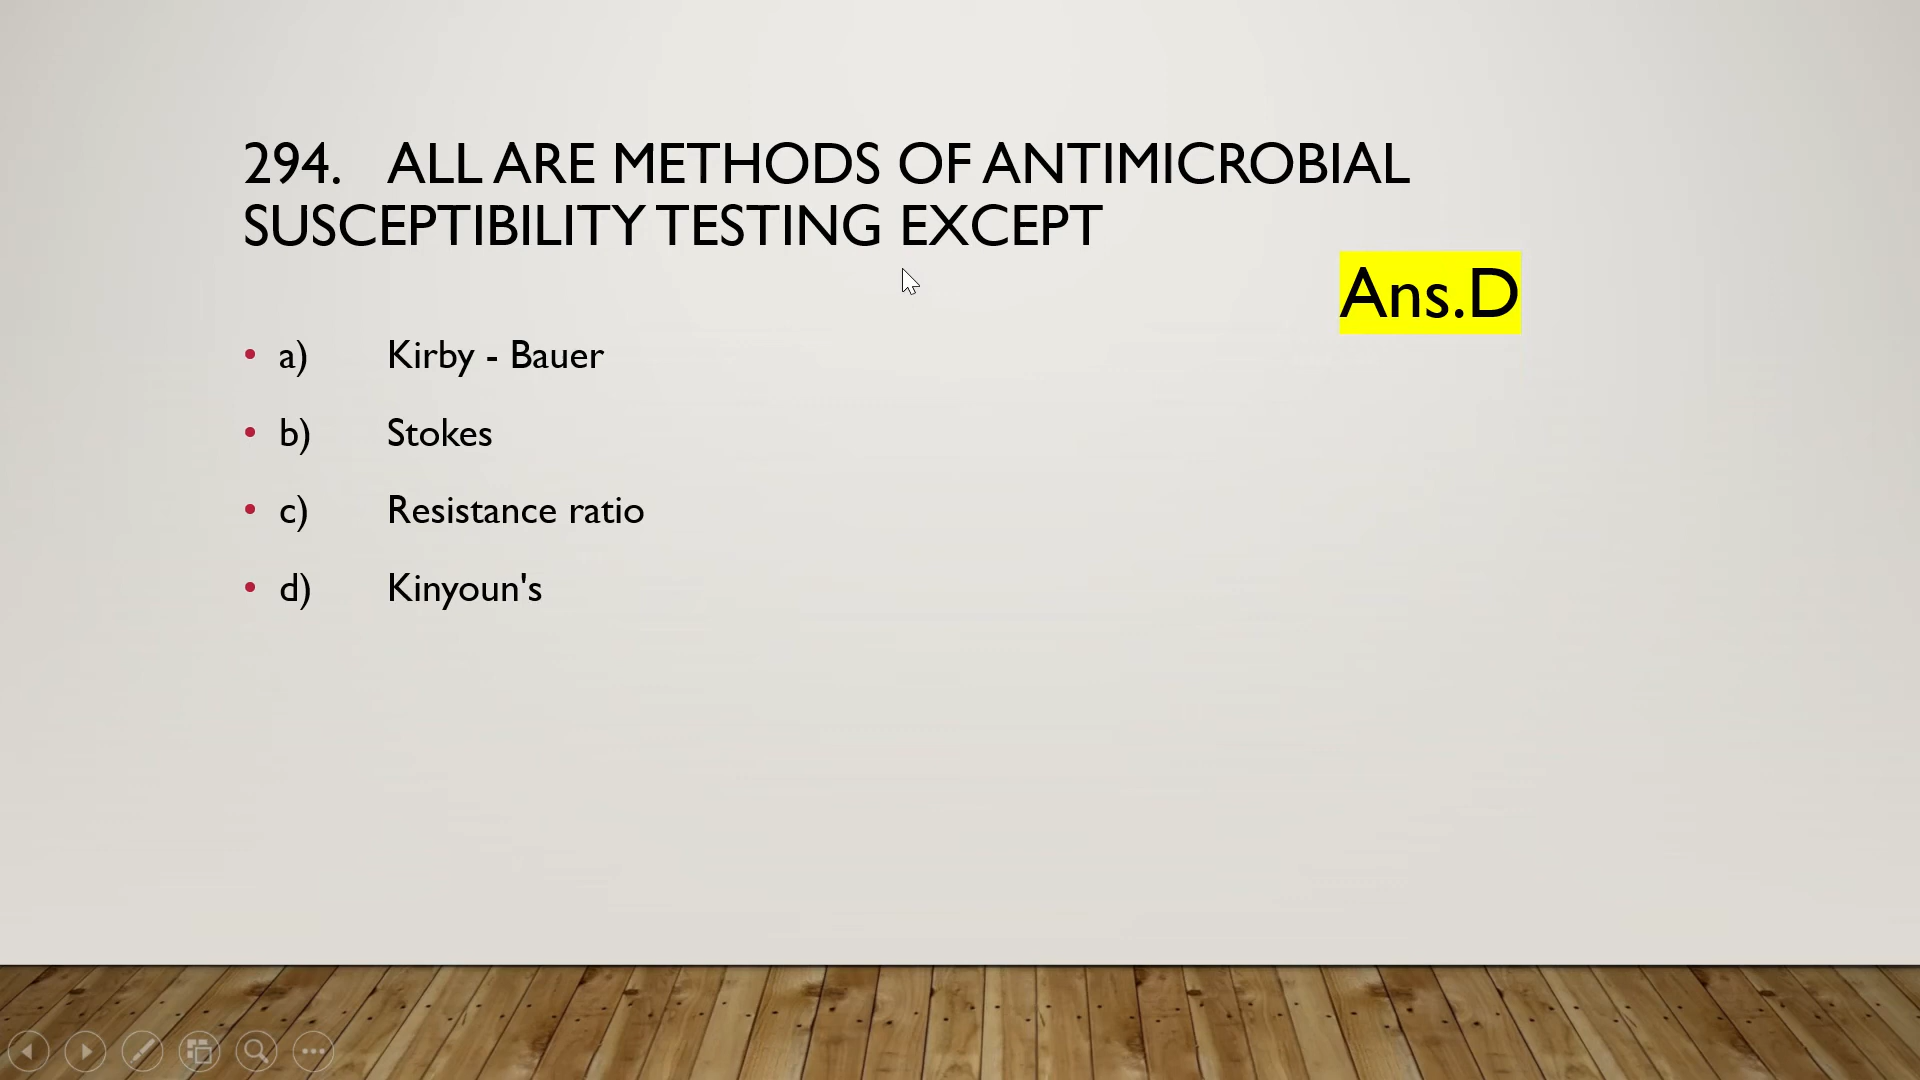 294. ALL ARE METHODS OF ANTIMICROBIAL
SUSCEPTIBILITY TESTING EXCEPT
Ans.D
• a) Kirby - Bauer
• b) Stokes
• c) Resistance ratio
• d) Kinyoun's